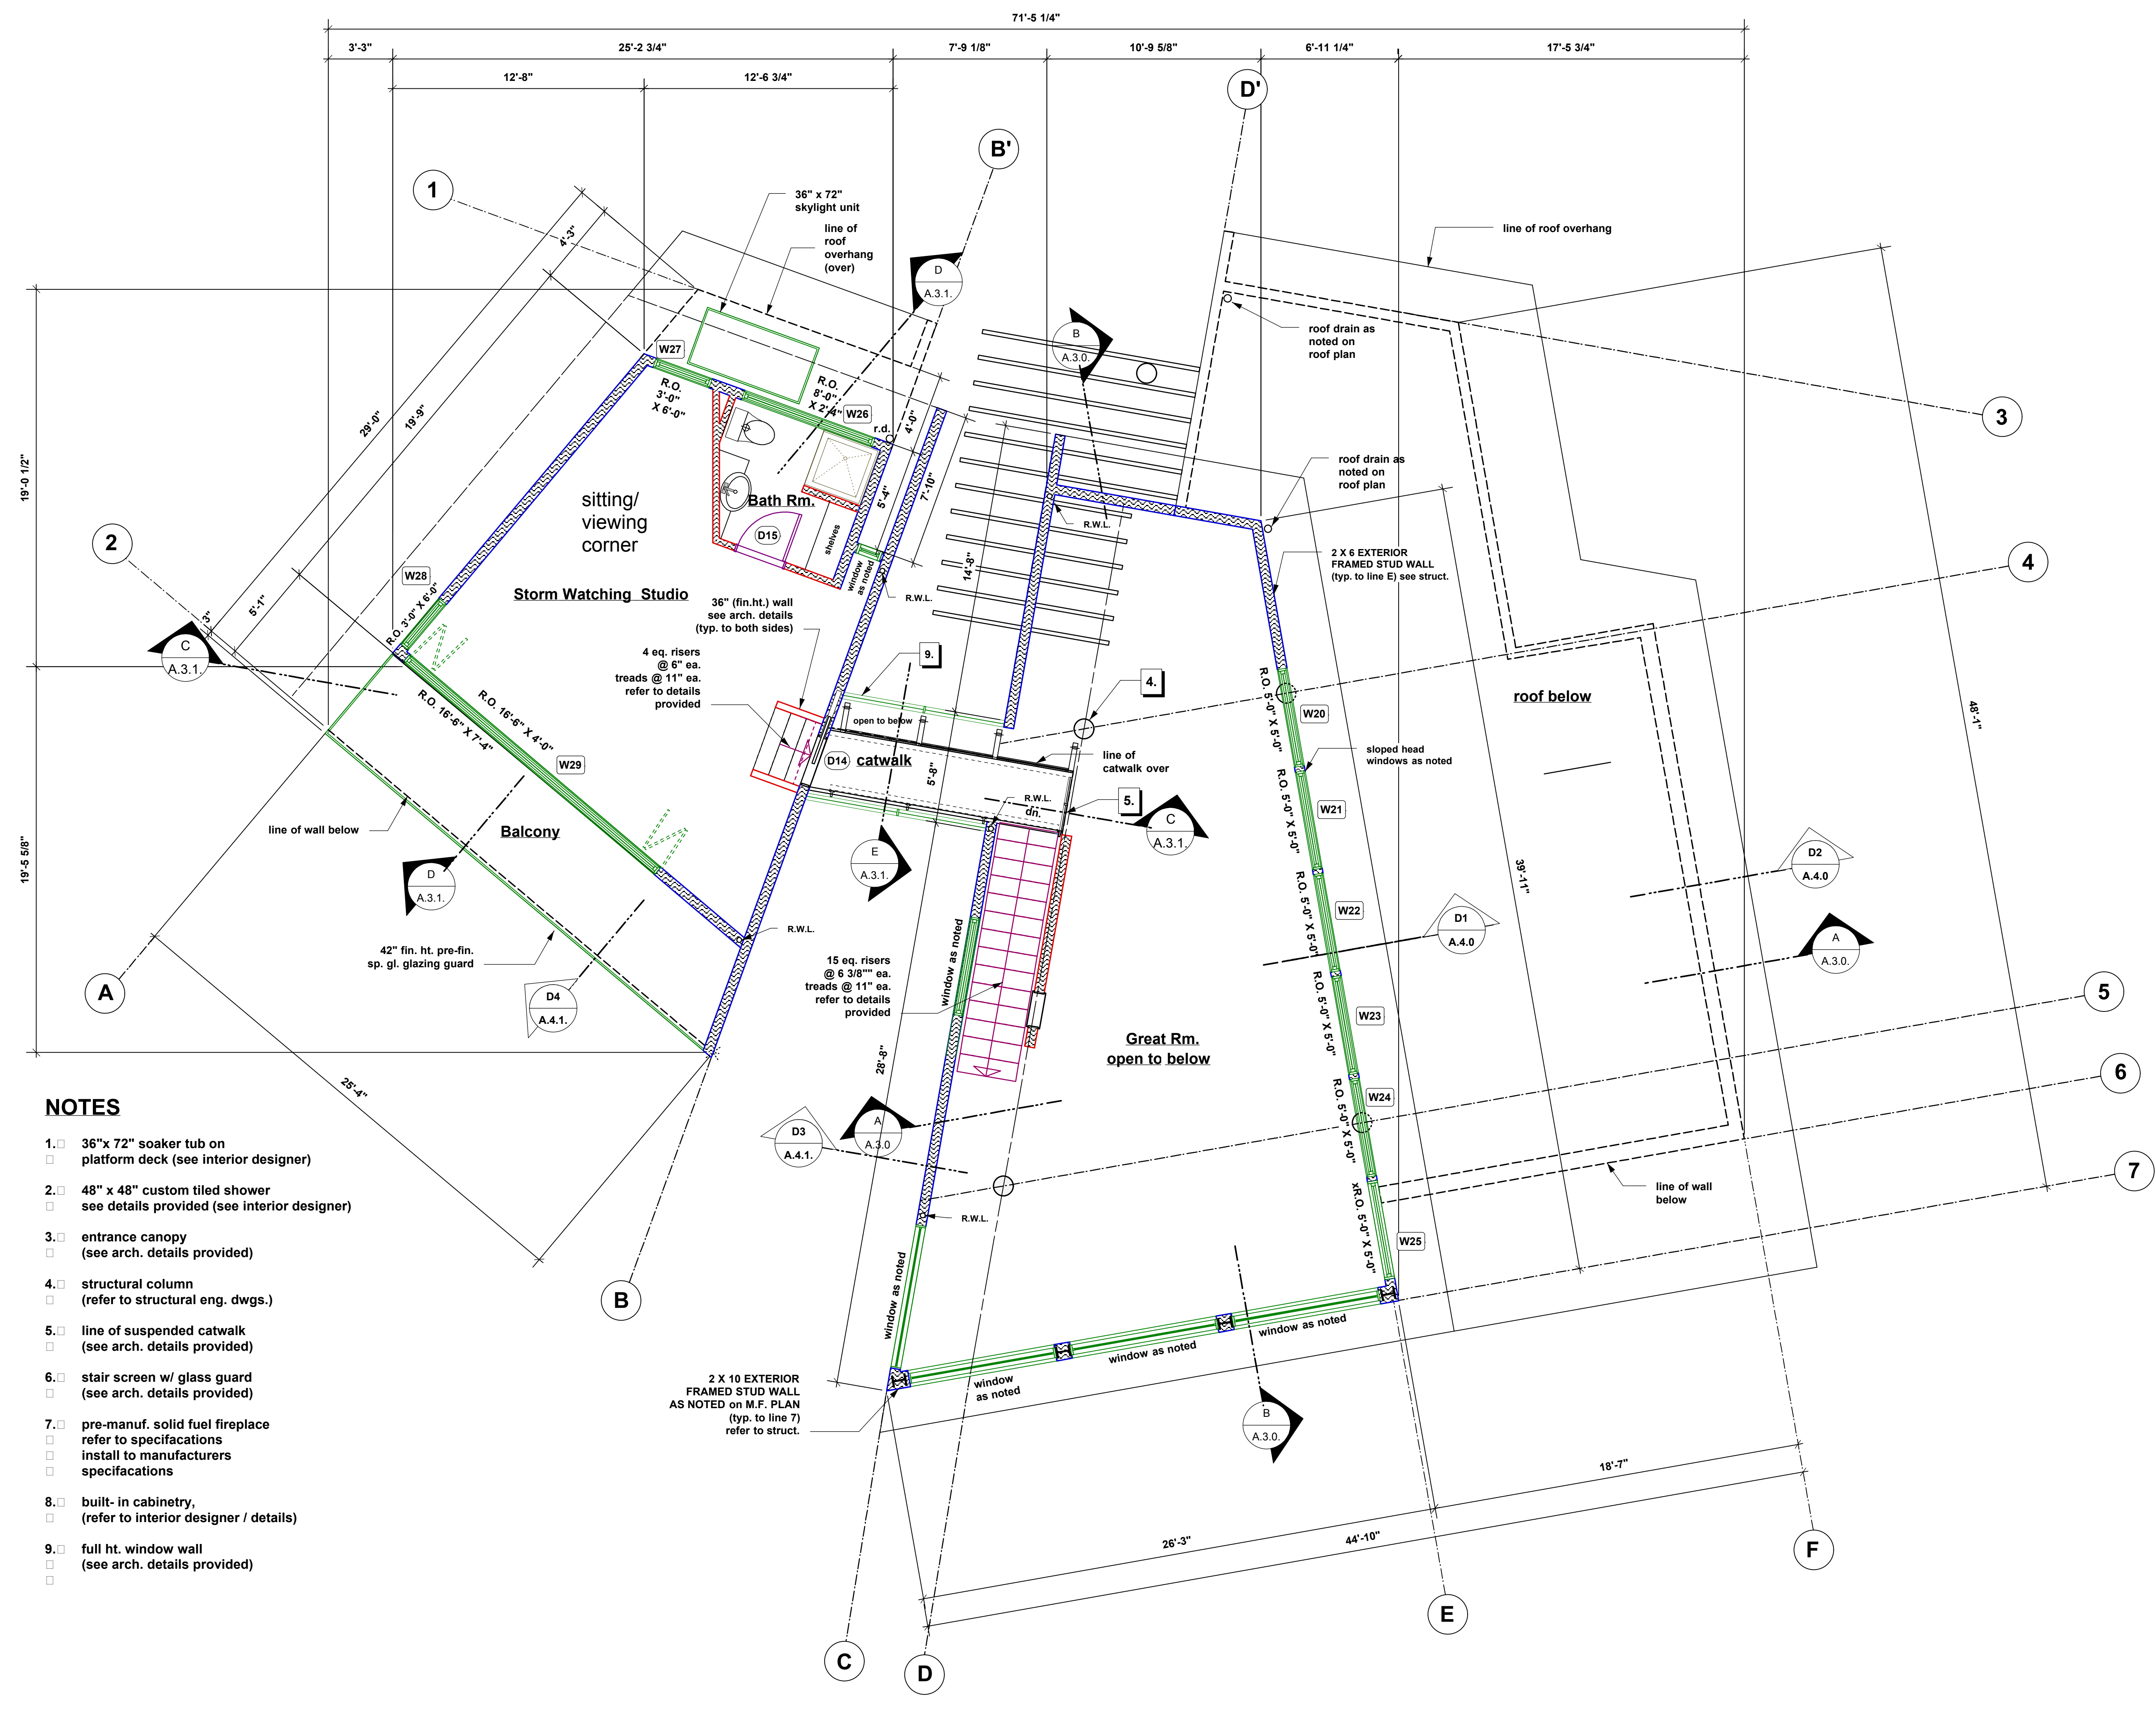 71'-5 1/4"
3'-3"
25'-2 3/4"
7'-9 1/8"
10'-9 5/8"
6'-11 1/4"
17'-5 3/4"
12'-8"
12'-6 3/4"
D'
B'
1
36" x 72"
skylight unit
line of
roof
overhang
(over)
line of roof overhang
4'-3"
D
A.3.1.
B
A.3.0.
roof drain as
noted on
roof plan
W27
R.O.
3'-0"
X 6'-0"
R.O.
8'-0"
X 2'-4"
W26
r.d.
4'-0"
3
29'-0"
19'-9"
19'-0 1/2"
roof drain as
noted on
roof plan
5'-4"
7'-10"
sitting/
viewing
corner
Bath Rm.
D15
shelves
R.W.L.
2
4
2 X 6 EXTERIOR
FRAMED STUD WALL
(typ. to line E) see struct.
14'-8"
window
as noted
W28
R.O. 3'-0" X 6'-0"
Storm Watching Studio
R.W.L.
36" (fin.ht.) wall
see arch. details
(typ. to both sides)
3"
5'-1"
C
A.3.1.
4 eq. risers
@ 6" ea.
treads @ 11" ea.
refer to details
provided
9.
4.
R.O. 16'-6" X 4'-0"
R.O. 16'-6" X 7'-4"
open to below
roof below
R.O. 5'-0" X 5'-0"
W20
48'-1"
W29
D14
catwalk
line of
catwalk over
sloped head
windows as noted
5'-8"
R.W.L.
dn.
5.
R.O. 5'-0" X 5'-0"
W21
line of wall below
Balcony
C
A.3.1.
E
A.3.1.
D
A.3.1.
19'-5 5/8"
39'-11"
D2
A.4.0
R.O. 5'-0" X 5'-0"
W22
D1
A.4.0
A
A.3.0.
R.W.L.
42" fin. ht. pre-fin.
sp. gl. glazing guard
window as noted
15 eq. risers
@ 6 3/8"" ea.
treads @ 11" ea.
refer to details
provided
A
D4
A.4.1.
5
R.O. 5'-0" X 5'-0"
W23
Great Rm.
open to below
28'-8"
6
25'-4"
R.O. 5'-0" X 5'-0"
W24
A
A.3.0
D3
A.4.1.
7
line of wall
below
xR.O. 5'-0" X 5'-0"
W25
R.W.L.
window as noted
B
window as noted
window as noted
window
as noted
2 X 10 EXTERIOR
FRAMED STUD WALL
AS NOTED on M.F. PLAN
(typ. to line 7)
refer to struct.
B
A.3.0.
18'-7"
26'-3"
44'-10"
F
E
C
D
NOTES
1. 36"x 72" soaker tub on
platform deck (see interior designer)
2. 48" x 48" custom tiled shower
see details provided (see interior designer)
3. entrance canopy
(see arch. details provided)
4. structural column
(refer to structural eng. dwgs.)
5. line of suspended catwalk
(see arch. details provided)
6. stair screen w/ glass guard
(see arch. details provided)
7. pre-manuf. solid fuel fireplace
refer to specifacations
install to manufacturers
specifacations
8. built- in cabinetry,
(refer to interior designer / details)
9. full ht. window wall
(see arch. details provided)